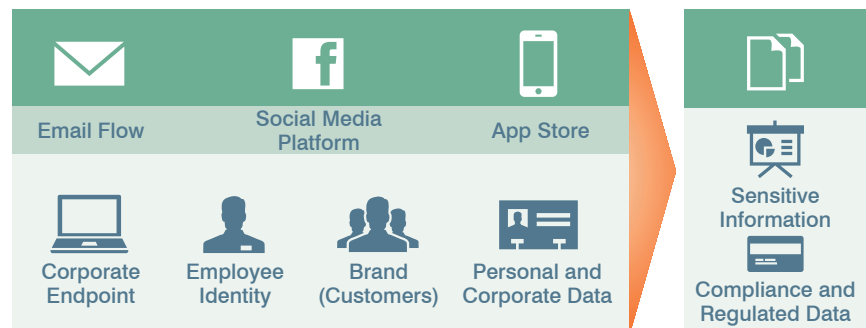 Email Flow
Social Media
Platform
App Store
Corporate
Endpoint
Employee
Identity
Brand
(Customers)
Personal and
Corporate Data
Sensitive
Information
Compliance and
Regulated Data